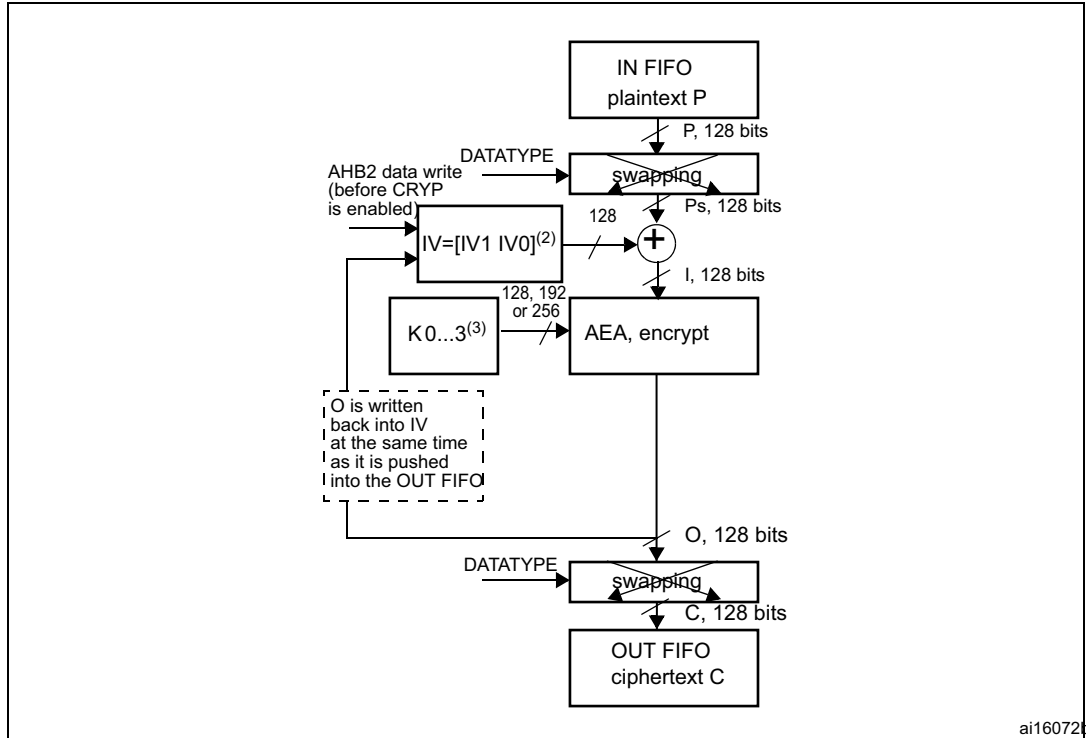 IN FIFO
plaintext P
P, 128 bits
DATATYPE
swapping
AHB2 data write
(before CRYP
is enabled)
Ps, 128 bits
128
IV=[IV1 IV0](2)
+
I, 128 bits
128, 192
or 256
K 0...3(3)
AEA, encrypt
O is written
back into IV
at the same time
as it is pushed
into the OUT FIFO
O, 128 bits
DATATYPE
swapping
C, 128 bits
OUT FIFO
ciphertext C
ai16072b